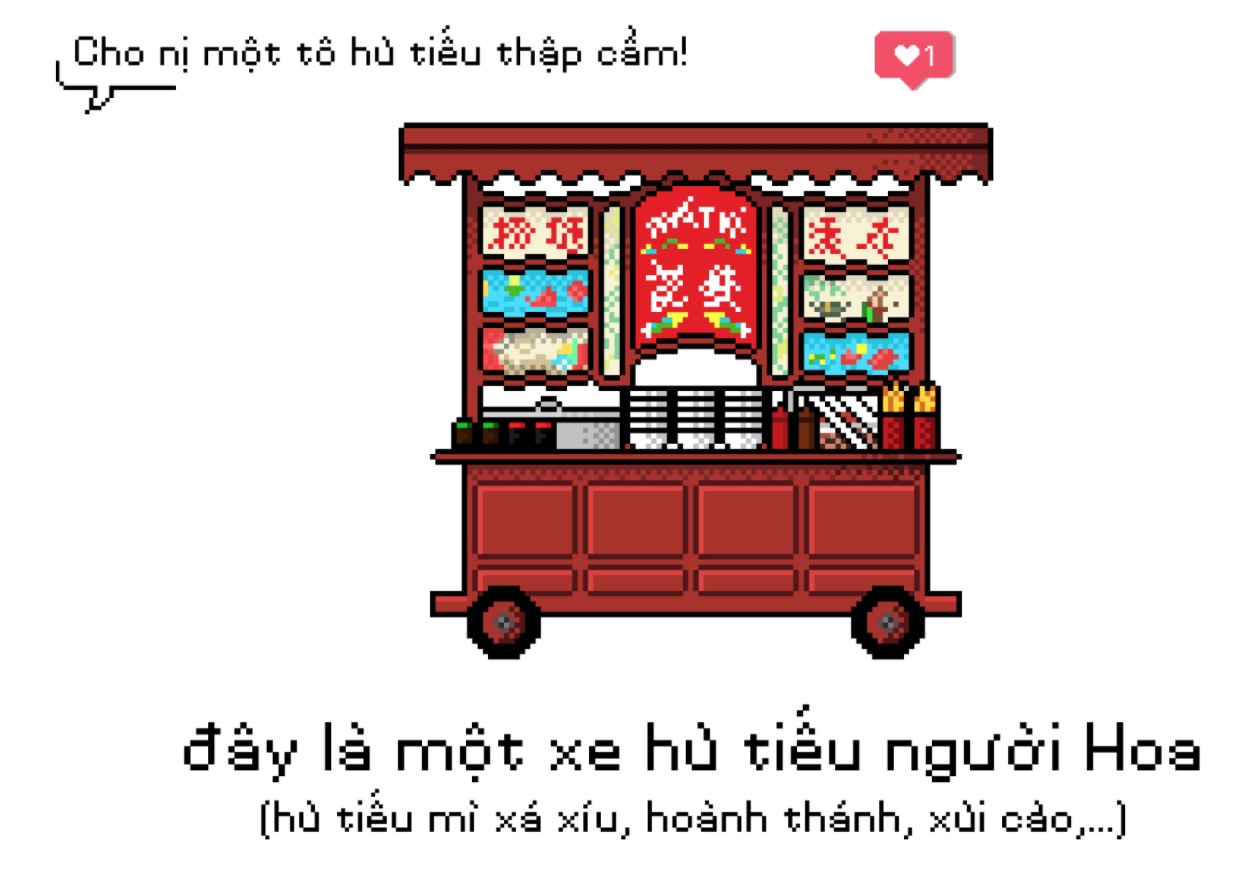 Cho nị một tô hủ tiếu thập cẩm!
1
đây là một xe hủ tiếu người Hoa
(hủ tiếu mì xá xíu, hoành thánh, xủi cảo,...)